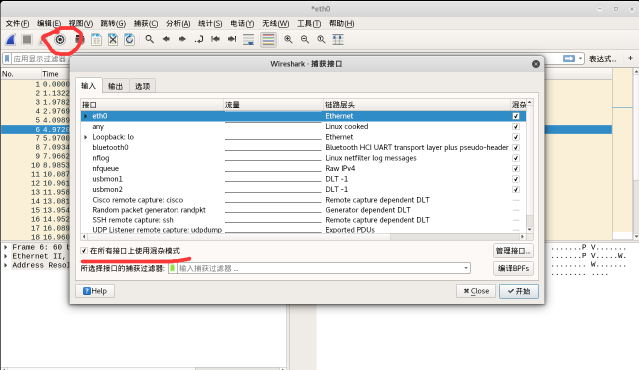 *eth0
文件(F) 编辑(E) 视图(V) 跳转(G) 捕获(C) 分析(A) 统计(S) 电话(Y) 无线(W) 工具(T) 帮助(H)
应用显示过滤器
表达式… +
No. Time
1 0.0000
2 1.1322
3 1.9782
4 2.9769
5 4.0989
6 4.9720
7 5.9700
8 7.0934
9 7.9662
10 8.9853
11 10.087
12 10.961
13 11.958
14 13.081
15 13.954
16 14.952
17 16.089
18 16.960
Wireshark · 捕获接口
输入 输出 选项
接口 流量 链路层头 混杂
eth0 Ethernet
any Linux cooked
Loopback: lo Ethernet
bluetooth0 Bluetooth HCI UART transport layer plus pseudo-header
nflog Linux netfilter log messages
nfqueue Raw IPv4
usbmon1 DLT -1
usbmon2 DLT -1
Cisco remote capture: cisco Remote capture dependent DLT
Random packet generator: randpkt Generator dependent DLT
SSH remote capture: ssh Remote capture dependent DLT
UDP Listener remote capture: udpdump Exported PDUs
在所有接口上使用混杂模式
管理接口…
所选择接口的捕获过滤器: 输入捕获过滤器 …
编译BPFs
Help
Close
开始
Frame 6: 60 b
Ethernet II,
Address Resol
.......P V.......
.......P V.....W.
........ W.......
........ ....